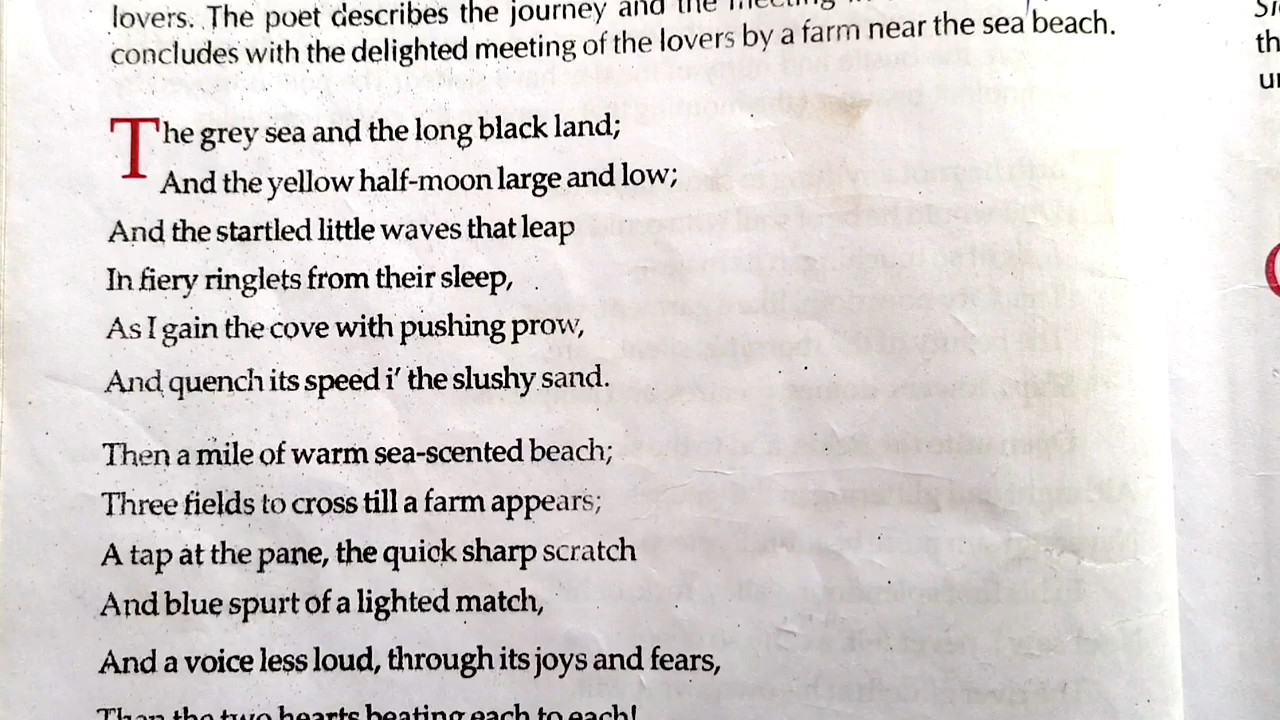 lovers. The poet describes the journey and the meeting
concludes with the delighted meeting of the lovers by a farm near the sea beach.
The grey sea and the long black land;
And the yellow half-moon large and low;
And the startled little waves that leap
In fiery ringlets from their sleep,
As I gain the cove with pushing prow,
And quench its speed i' the slushy sand.
Then a mile of warm sea-scented beach;
Three fields to cross till a farm appears;
A tap at the pane, the quick sharp scratch
And blue spurt of a lighted match,
And a voice less loud, through its joys and fears,
Than the two hearts beating each to each!
th